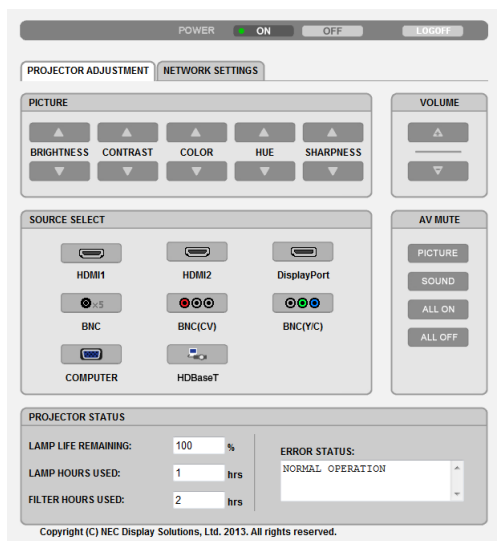 POWER ON OFF LOGOFF
PROJECTOR ADJUSTMENT NETWORK SETTINGS
PICTURE VOLUME
BRIGHTNESS CONTRAST COLOR HUE SHARPNESS
SOURCE SELECT AV MUTE
PICTURE
HDMI1 HDMI2 DisplayPort
SOUND
×5
ALL ON
BNC BNC(CV) BNC(Y/C)
ALL OFF
COMPUTER HDBaseT
PROJECTOR STATUS
LAMP LIFE REMAINING: 100 %
ERROR STATUS:
LAMP HOURS USED: 1 hrs
NORMAL OPERATION
FILTER HOURS USED: 2 hrs
Copyright (C) NEC Display Solutions, Ltd. 2013. All rights reserved.